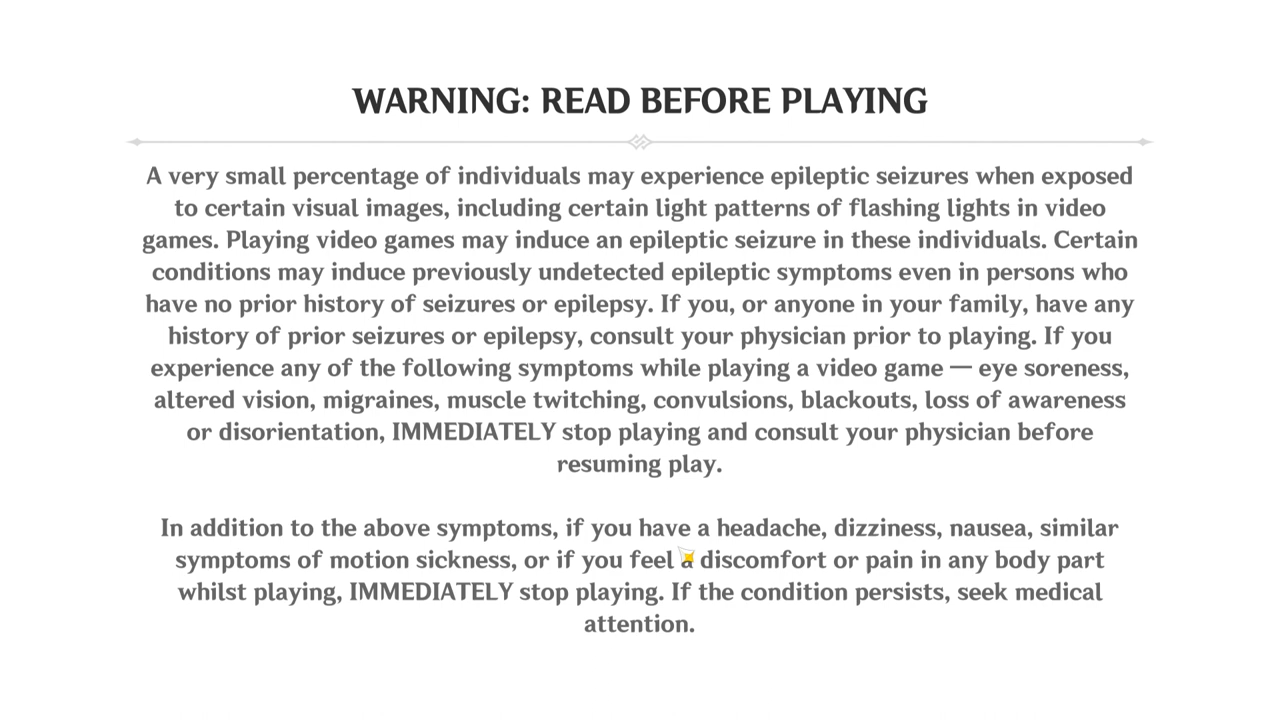 WARNING: READ BEFORE PLAYING
A very small percentage of individuals may experience epileptic seizures when exposed
to certain visual images, including certain light patterns of flashing lights in video
games. Playing video games may induce an epileptic seizure in these individuals. Certain
conditions may induce previously undetected epileptic symptoms even in persons who
have no prior history of seizures or epilepsy. If you, or anyone in your family, have any
history of prior seizures or epilepsy, consult your physician prior to playing. If you
experience any of the following symptoms while playing a video game — eye soreness,
altered vision, migraines, muscle twitching, convulsions, blackouts, loss of awareness
or disorientation, IMMEDIATELY stop playing and consult your physician before
resuming play.
In addition to the above symptoms, if you have a headache, dizziness, nausea, similar
symptoms of motion sickness, or if you feel a discomfort or pain in any body part
whilst playing, IMMEDIATELY stop playing. If the condition persists, seek medical
attention.